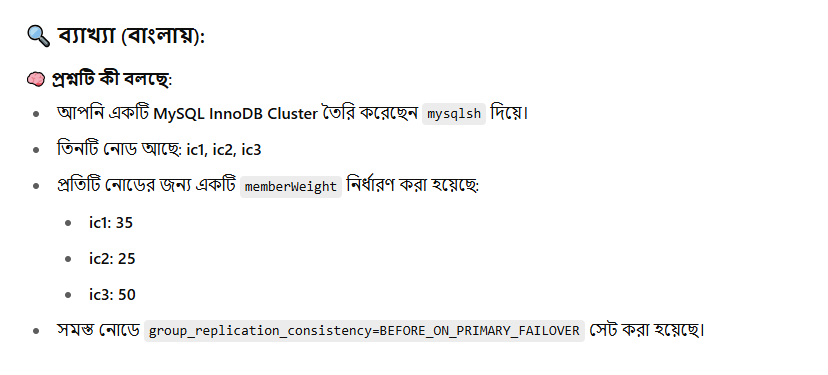 🔍 ব্যাখ্যা (বাংলায়):
🧠 প্রশ্নটি কী বলছে:
• আপনি একটি MySQL InnoDB Cluster তৈরি করেছেন mysqlsh দিয়ে।
• তিনটি নোড আছে: ic1, ic2, ic3
• প্রতিটি নোডের জন্য একটি memberWeight নির্ধারণ করা হয়েছে:
• ic1: 35
• ic2: 25
• ic3: 50
• সমস্ত নোডে group_replication_consistency=BEFORE_ON_PRIMARY_FAILOVER সেট করা হয়েছে।